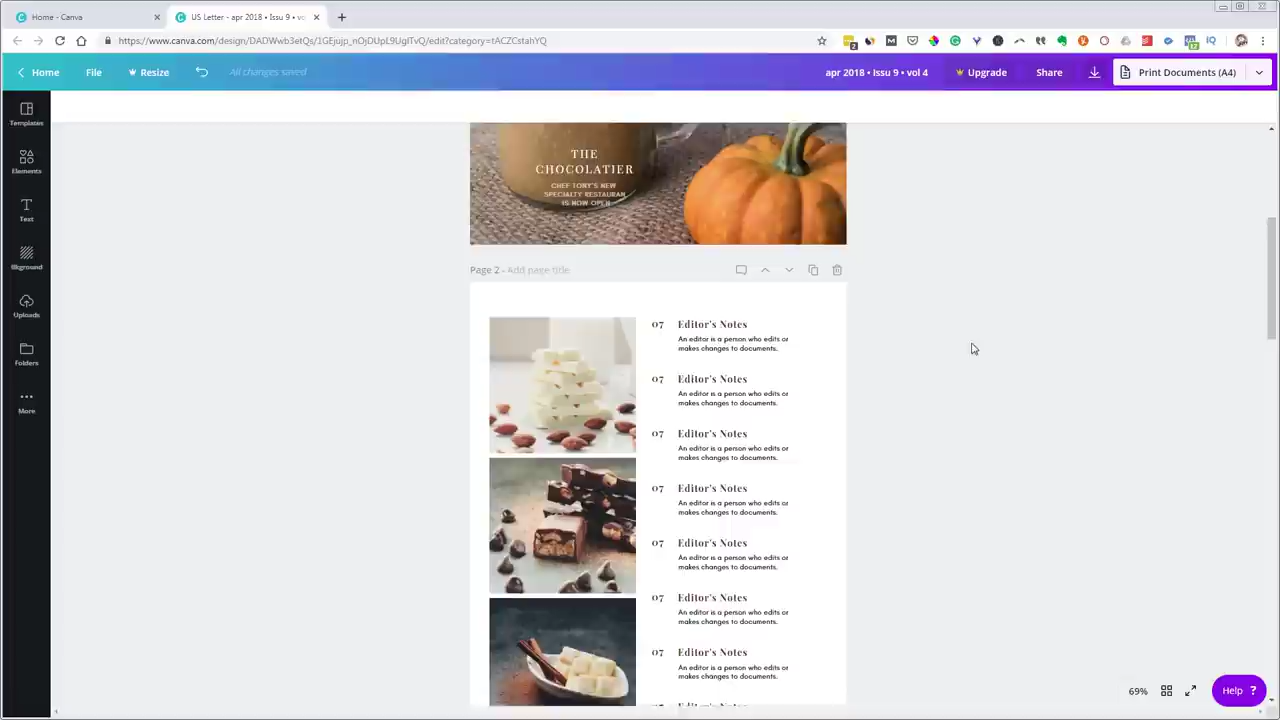 Home - Canva
US Letter - apr 2018 • Issu 9 • vo
https://www.canva.com/design/DADWwb3etQs/1GEjujp_nOjDUpL9UglTvQ/edit?category=tACZCstahYQ
Home
File
Resize
All changes saved
apr 2018 • Issu 9 • vol 4
Upgrade
Share
Print Documents (A4)
Templates
Elements
Text
Bkground
Uploads
Folders
More
THE
CHOCOLATIER
CHEF TONY'S NEW
SPECIALTY RESTAURAN
IS NOW OPEN
Page 2 - Add page title
07 Editor's Notes
An editor is a person who edits or
makes changes to documents.
07 Editor's Notes
An editor is a person who edits or
makes changes to documents.
07 Editor's Notes
An editor is a person who edits or
makes changes to documents.
07 Editor's Notes
An editor is a person who edits or
makes changes to documents.
07 Editor's Notes
An editor is a person who edits or
makes changes to documents.
07 Editor's Notes
An editor is a person who edits or
makes changes to documents.
07 Editor's Notes
An editor is a person who edits or
makes changes to documents.
69%
Help ?